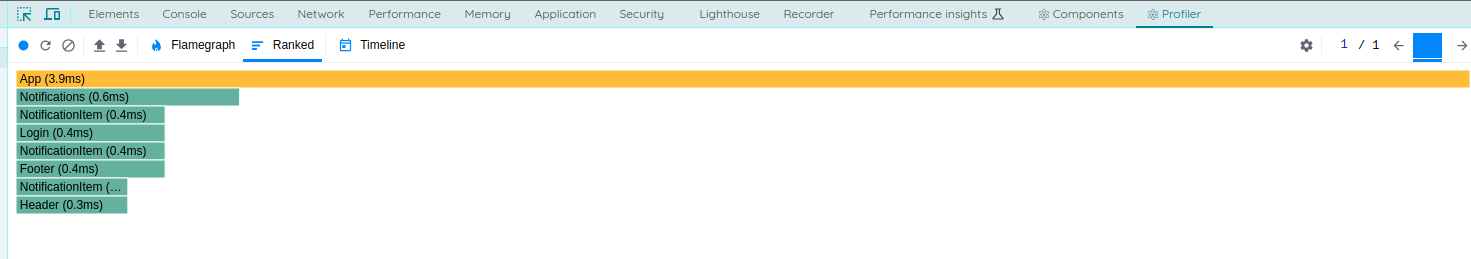 Elements Console Sources Network Performance Memory Application Security Lighthouse Recorder Performance insights Components Profiler
Flamegraph Ranked Timeline 1 / 1
App (3.9ms)
Notifications (0.6ms)
NotificationItem (0.4ms)
Login (0.4ms)
NotificationItem (0.4ms)
Footer (0.4ms)
NotificationItem (...
Header (0.3ms)